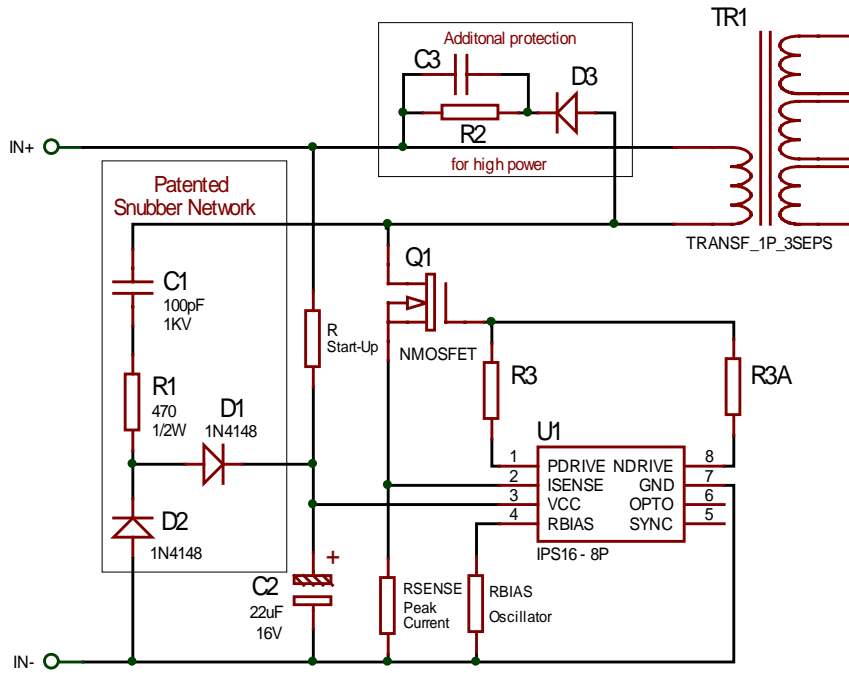 TR1
Additonal protection
C3
D3
R2
IN+
for high power
Patented
Snubber Network
TRANSF_1P_3SEPS
Q1
C1
100pF
1KV
R
Start-Up
NMOSFET
R3
R3A
R1
470
1/2W
D1
1N4148
U1
1 PDRIVE NDRIVE 8
2 ISENSE GND 7
3 VCC OPTO 6
4 RBIAS SYNC 5
IPS16 - 8P
D2
1N4148
+
C2
22uF
16V
RSENSE
Peak
Current
RBIAS
Oscillator
IN-